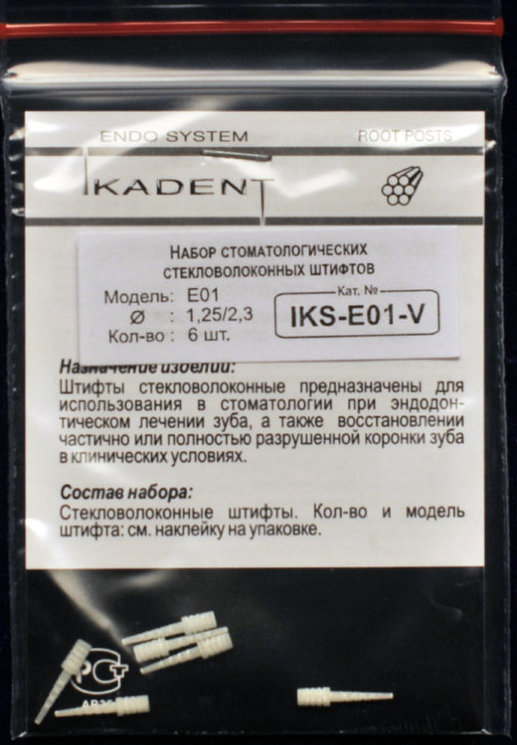 ENDO SYSTEM ROOT POSTS
IKADENT
НАБОР СТОМАТОЛОГИЧЕСКИХ
СТЕКЛОВОЛОКОННЫХ ШТИФТОВ
Модель: E01
Ø : 1,25/2,3
Кол-во : 6 шт.
Кат. №
IKS-E01-V
Назначение изделий:
Штифты стекловолоконные предназначены для
использования в стоматологии при эндодон-
тическом лечении зуба, а также восстановлении
частично или полностью разрушенной коронки зуба
в клинических условиях.
Состав набора:
Стекловолоконные штифты. Кол-во и модель
штифта: см. наклейку на упаковке.